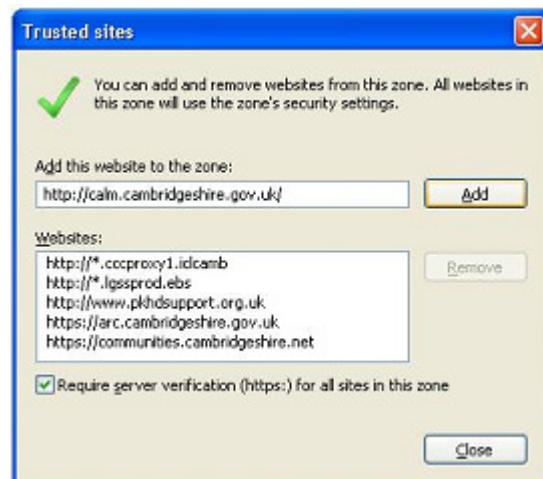 Trusted sites
You can add and remove websites from this zone. All websites in
this zone will use the zone's security settings.
Add this website to the zone:
http://calm.cambridgeshire.gov.uk/
Add
Websites:
http://*.cccproxy1.idcamb
http://*.lgssprod.ebs
http://www.pkhdsupport.org.uk
https://arc.cambridgeshire.gov.uk
https://communities.cambridgeshire.net
Remove
Require server verification (https:) for all sites in this zone
Close